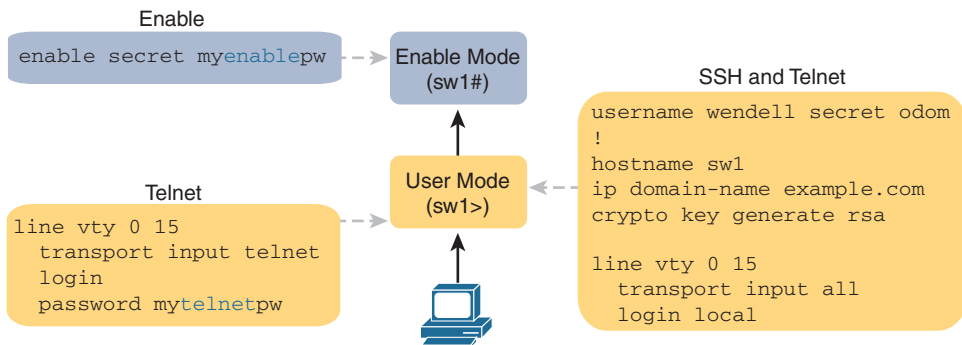 Enable
enable secret myenablepw
Enable Mode
(sw1#)
SSH and Telnet
username wendell secret odom
!
hostname sw1
ip domain-name example.com
crypto key generate rsa
line vty 0 15
transport input all
login local
User Mode
(sw1>)
Telnet
line vty 0 15
transport input telnet
login
password mytelnetpw